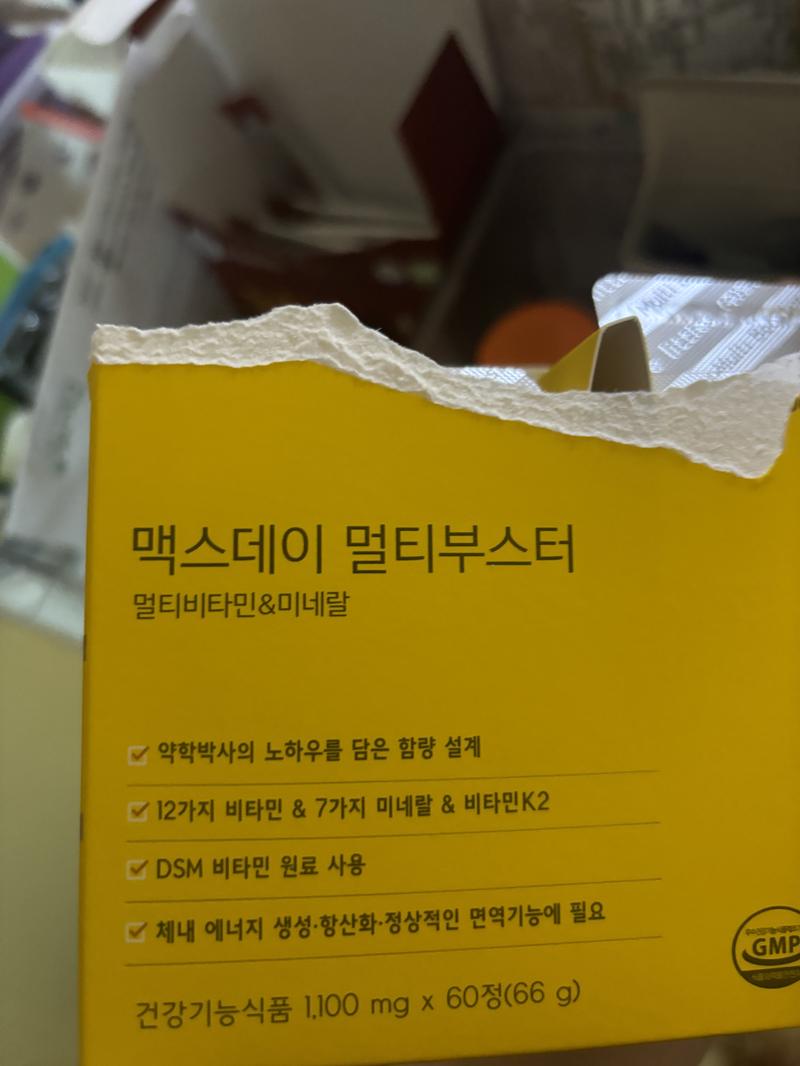 맥스데이 멀티부스터
멀티비타민&미네랄
약학박사의 노하우를 담은 함량 설계
12가지 비타민 & 7가지 미네랄 & 비타민K2
DSM 비타민 원료 사용
체내 에너지 생성·항산화·정상적인 면역기능에 필요
GMP
건강기능식품 1,100 mg x 60정(66 g)